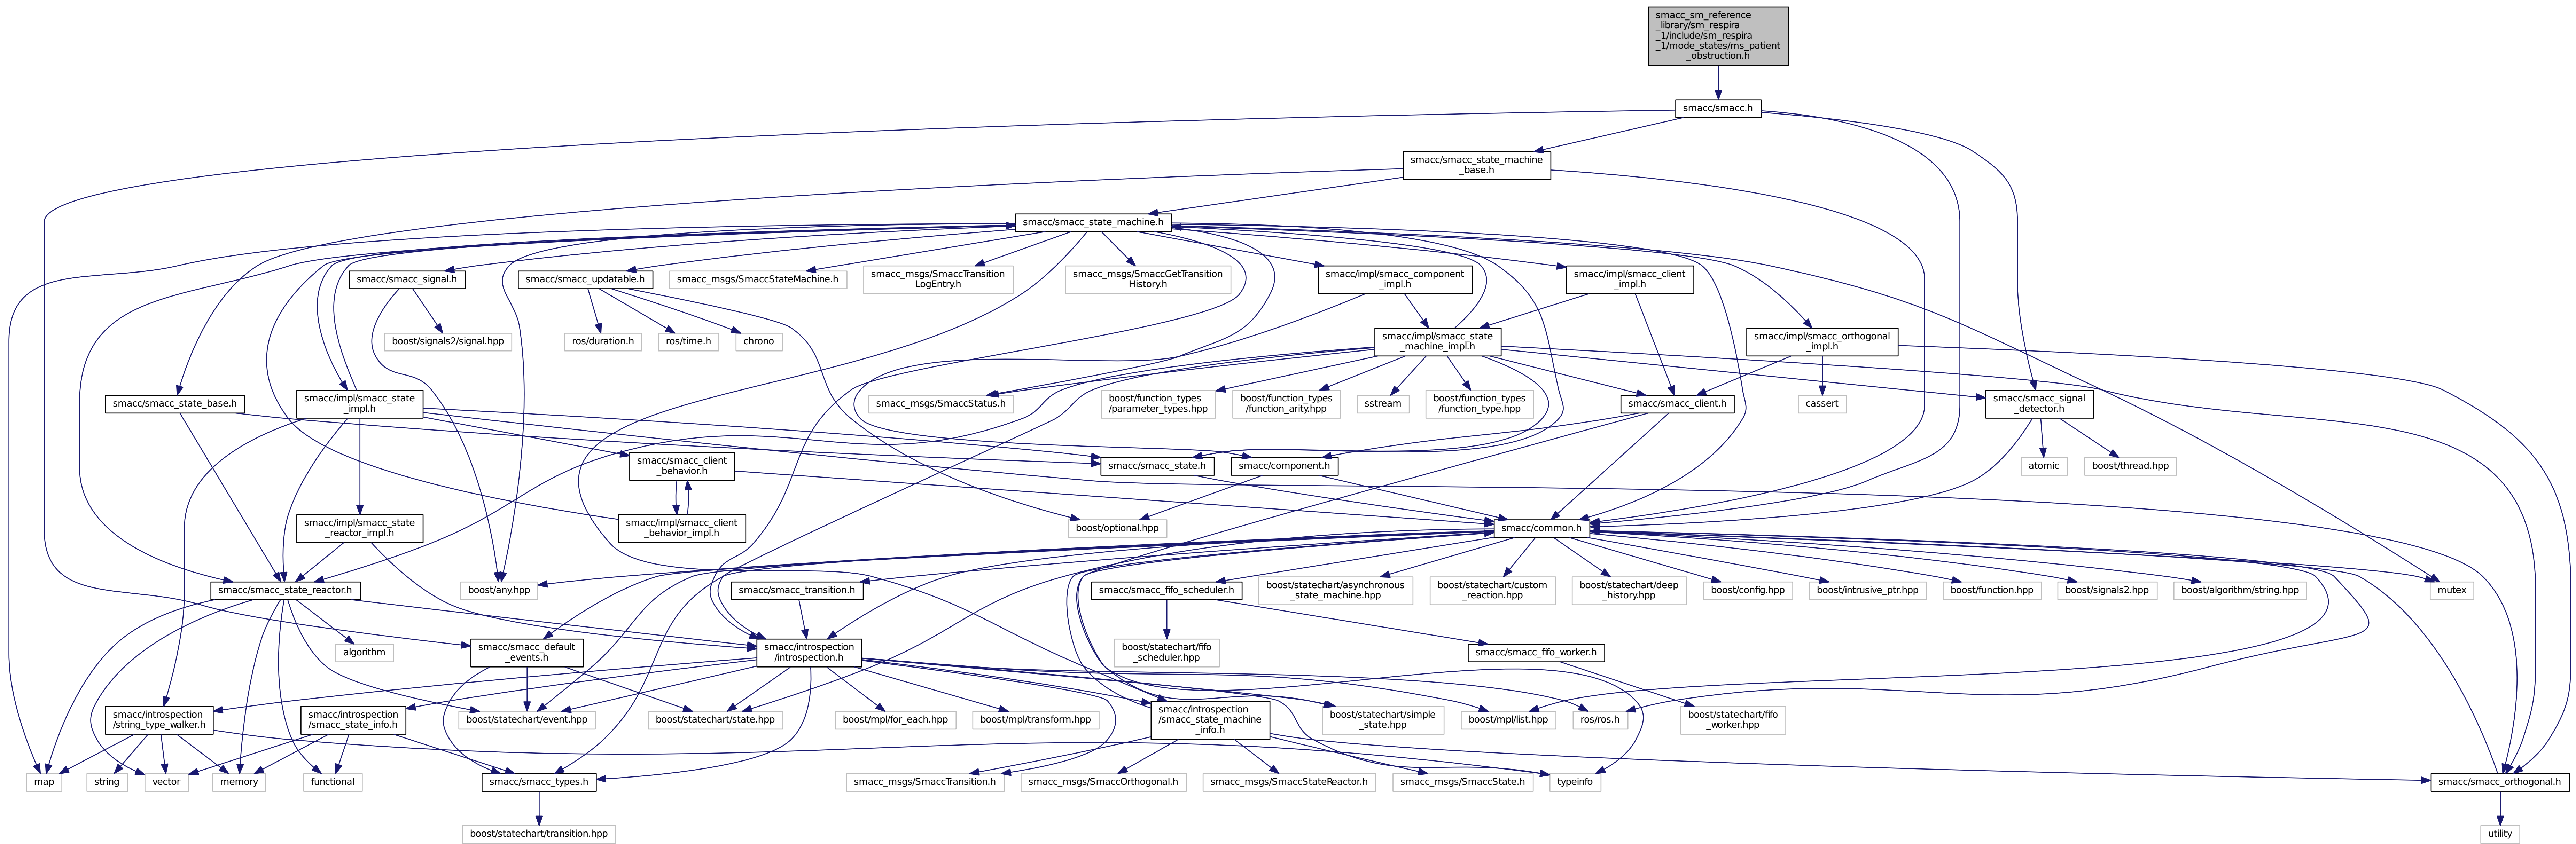 smacc_sm_reference
_library/sm_respira
_1/include/sm_respira
_1/mode_states/ms_patient
_obstruction.h
smacc/smacc.h
smacc/smacc_state_machine
_base.h
smacc/smacc_state_machine.h
smacc/smacc_signal.h
smacc/smacc_updatable.h
smacc_msgs/SmaccStateMachine.h
smacc_msgs/SmaccTransition
LogEntry.h
smacc_msgs/SmaccGetTransition
History.h
smacc/impl/smacc_component
_impl.h
smacc/impl/smacc_client
_impl.h
boost/signals2/signal.hpp
ros/duration.h
ros/time.h
chrono
smacc/impl/smacc_state
_machine_impl.h
smacc/impl/smacc_orthogonal
_impl.h
smacc/smacc_state_base.h
smacc/impl/smacc_state
_impl.h
smacc_msgs/SmaccStatus.h
boost/function_types
/parameter_types.hpp
boost/function_types
/function_arity.hpp
sstream
boost/function_types
/function_type.hpp
smacc/smacc_client.h
cassert
smacc/smacc_signal
_detector.h
smacc/smacc_client
_behavior.h
smacc/smacc_state.h
smacc/component.h
atomic
boost/thread.hpp
smacc/impl/smacc_state
_reactor_impl.h
smacc/impl/smacc_client
_behavior_impl.h
boost/optional.hpp
smacc/common.h
smacc/smacc_state_reactor.h
boost/any.hpp
smacc/smacc_transition.h
smacc/smacc_fifo_scheduler.h
boost/statechart/asynchronous
_state_machine.hpp
boost/statechart/custom
_reaction.hpp
boost/statechart/deep
_history.hpp
boost/config.hpp
boost/intrusive_ptr.hpp
boost/function.hpp
boost/signals2.hpp
boost/algorithm/string.hpp
mutex
algorithm
smacc/smacc_default
_events.h
smacc/introspection
/introspection.h
boost/statechart/fifo
_scheduler.hpp
smacc/smacc_fifo_worker.h
smacc/introspection
/string_type_walker.h
smacc/introspection
/smacc_state_info.h
boost/statechart/event.hpp
boost/statechart/state.hpp
boost/mpl/for_each.hpp
boost/mpl/transform.hpp
smacc/introspection
/smacc_state_machine
_info.h
boost/statechart/simple
_state.hpp
boost/mpl/list.hpp
ros/ros.h
boost/statechart/fifo
_worker.hpp
map
string
vector
memory
functional
smacc/smacc_types.h
smacc_msgs/SmaccTransition.h
smacc_msgs/SmaccOrthogonal.h
smacc_msgs/SmaccStateReactor.h
smacc_msgs/SmaccState.h
typeinfo
smacc/smacc_orthogonal.h
boost/statechart/transition.hpp
utility